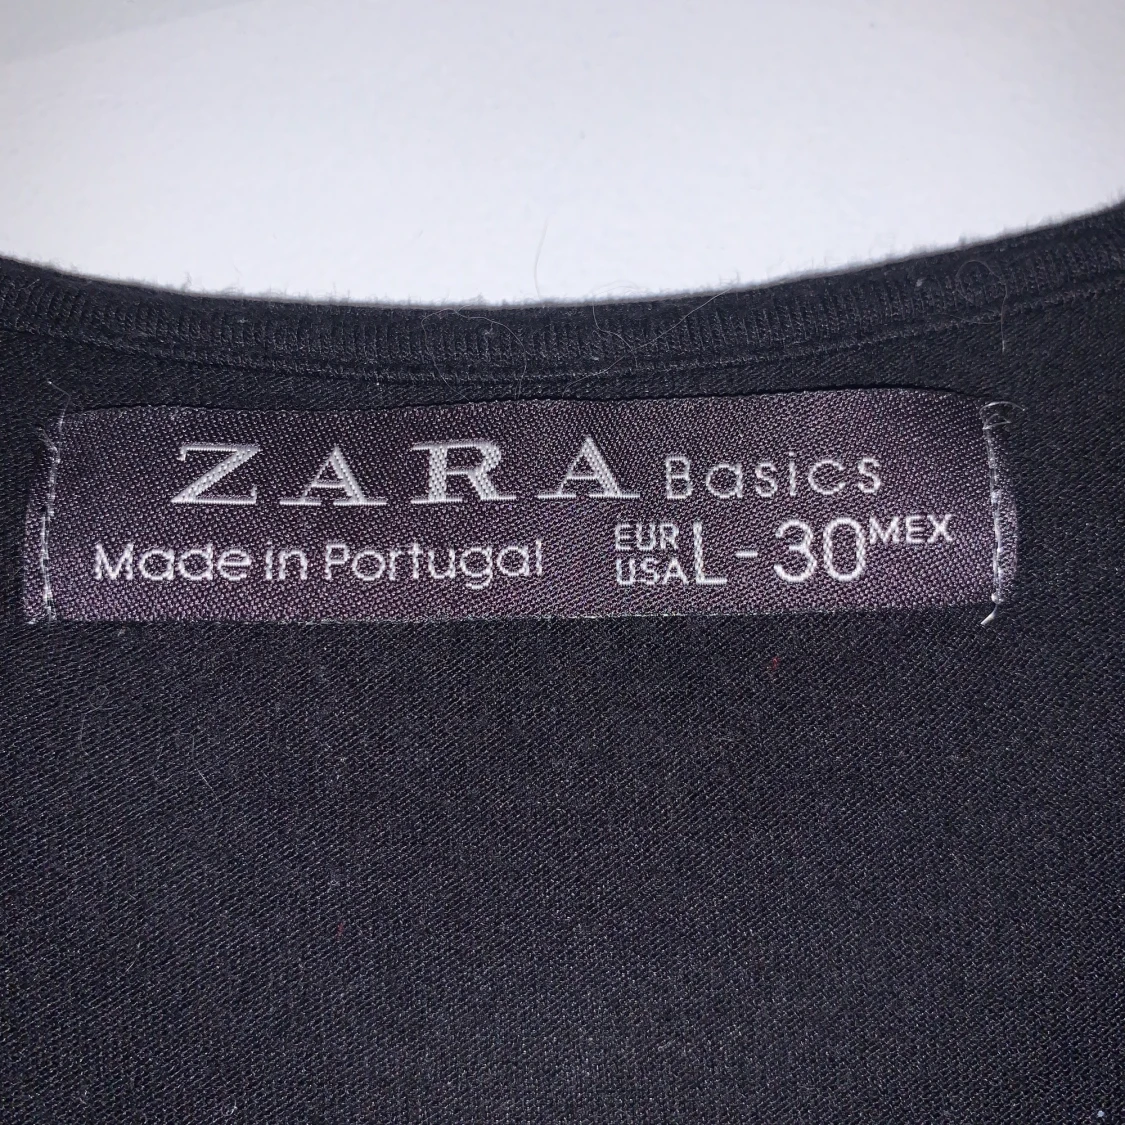 ZARA Basics
Made in Portugal EUR USA L - 30 MEX